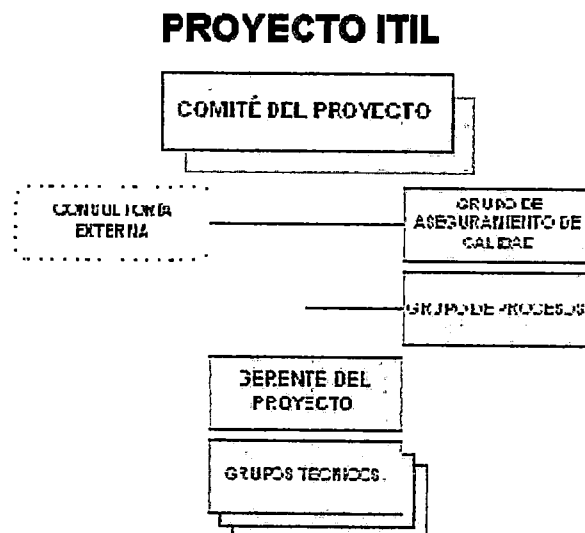 PROYECTO ITIL
COMITÉ DEL PROYECTO
CONSULTORÍA
EXTERNA
GRUPO DE
ASEGURAMIENTO DE
CALIDAD
GRUPO DE PROCESOS
GERENTE DEL
PROYECTO
GRUPOS TECNICOS